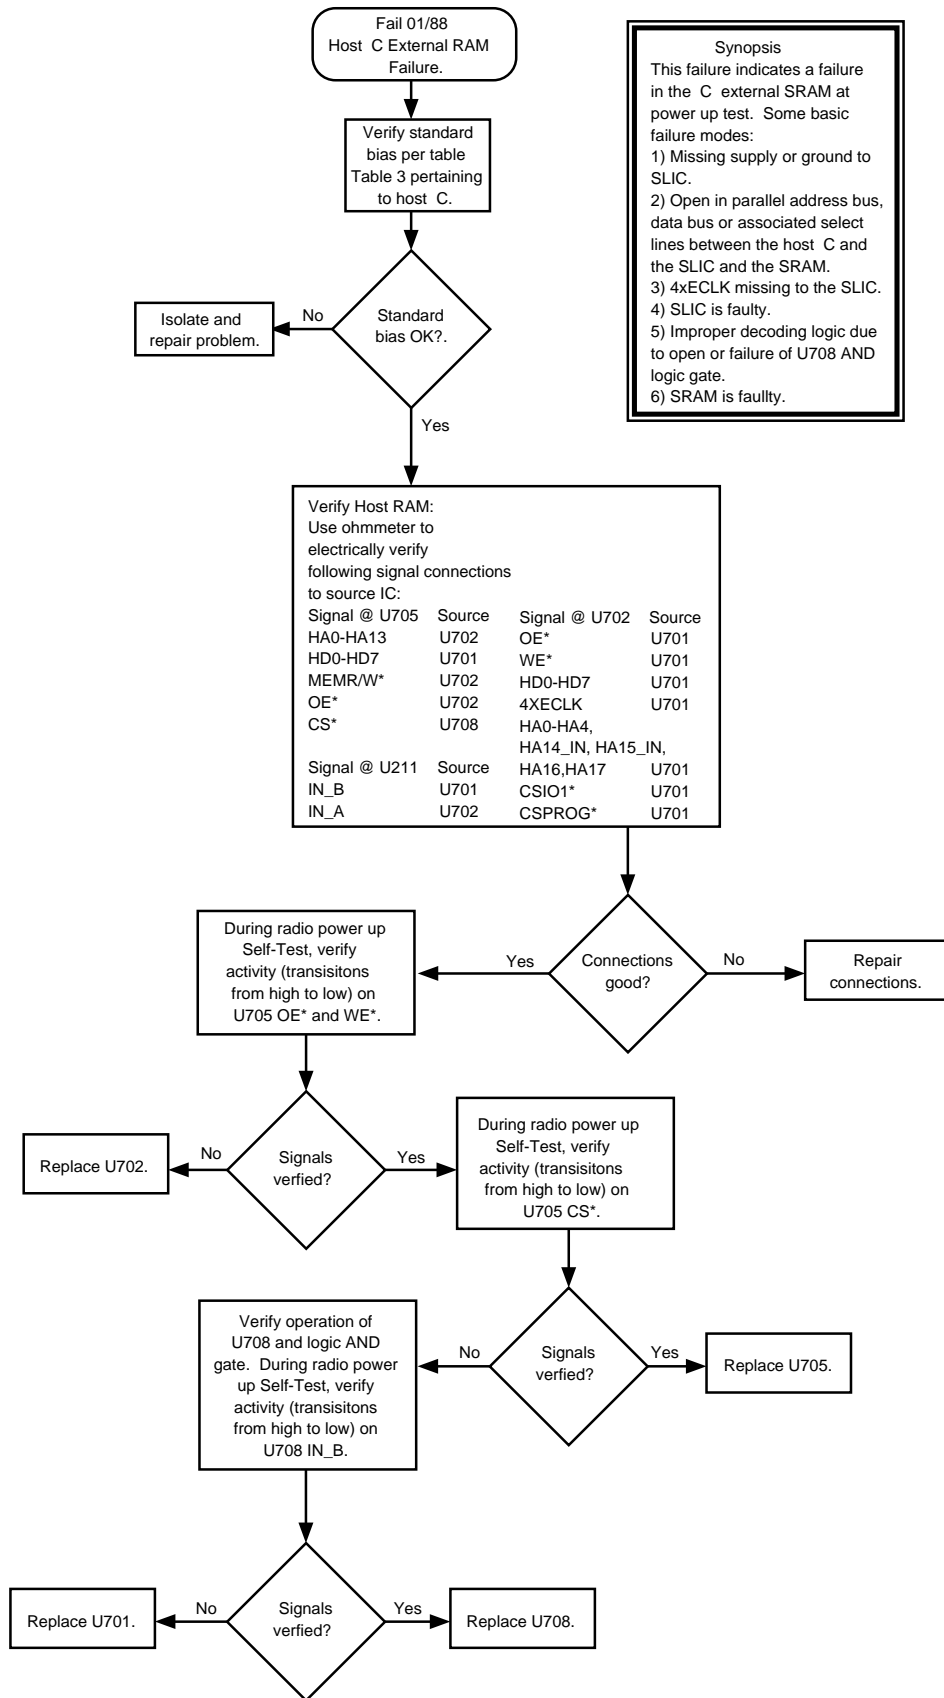 Fail 01/88
Host  C External RAM
Failure.
Synopsis
This failure indicates a failure
in the  C  external SRAM at
power up test.  Some basic
failure modes:
1) Missing supply or ground to
SLIC.
2) Open in parallel address bus,
data bus or associated select
lines between the host  C and
the SLIC and the SRAM.
3) 4xECLK missing to the SLIC.
4) SLIC is faulty.
5) Improper decoding logic due
to open or failure of U708 AND
logic gate.
6) SRAM is faullty.
Verify standard
bias per table
Table 3 pertaining
to host  C.
Standard
bias OK?.
No
Isolate and
repair problem.
Yes
Verify Host RAM:
Use ohmmeter to
electrically verify
following signal connections
to source IC:
Signal @ U705 Source
HA0-HA13 U702
HD0-HD7 U701
MEMR/W* U702
OE* U702
CS* U708
Signal @ U211 Source
IN_B U701
IN_A U702
Signal @ U702 Source
OE* U701
WE* U701
HD0-HD7 U701
4XECLK U701
HA0-HA4,
HA14_IN, HA15_IN,
HA16,HA17 U701
CSIO1* U701
CSPROG* U701
Connections
good?
No
Repair
connections.
Yes
During radio power up
Self-Test, verify
activity (transisitons
from high to low) on
U705 OE* and WE*.
Signals
verfied?
No
Replace U702.
Yes
During radio power up
Self-Test, verify
activity (transisitons
from high to low) on
U705 CS*.
Signals
verfied?
Yes
Replace U705.
No
Verify operation of
U708 and logic AND
gate.  During radio power
up Self-Test, verify
activity (transisitons
from high to low) on
U708 IN_B.
Signals
verfied?
No
Replace U701.
Yes
Replace U708.